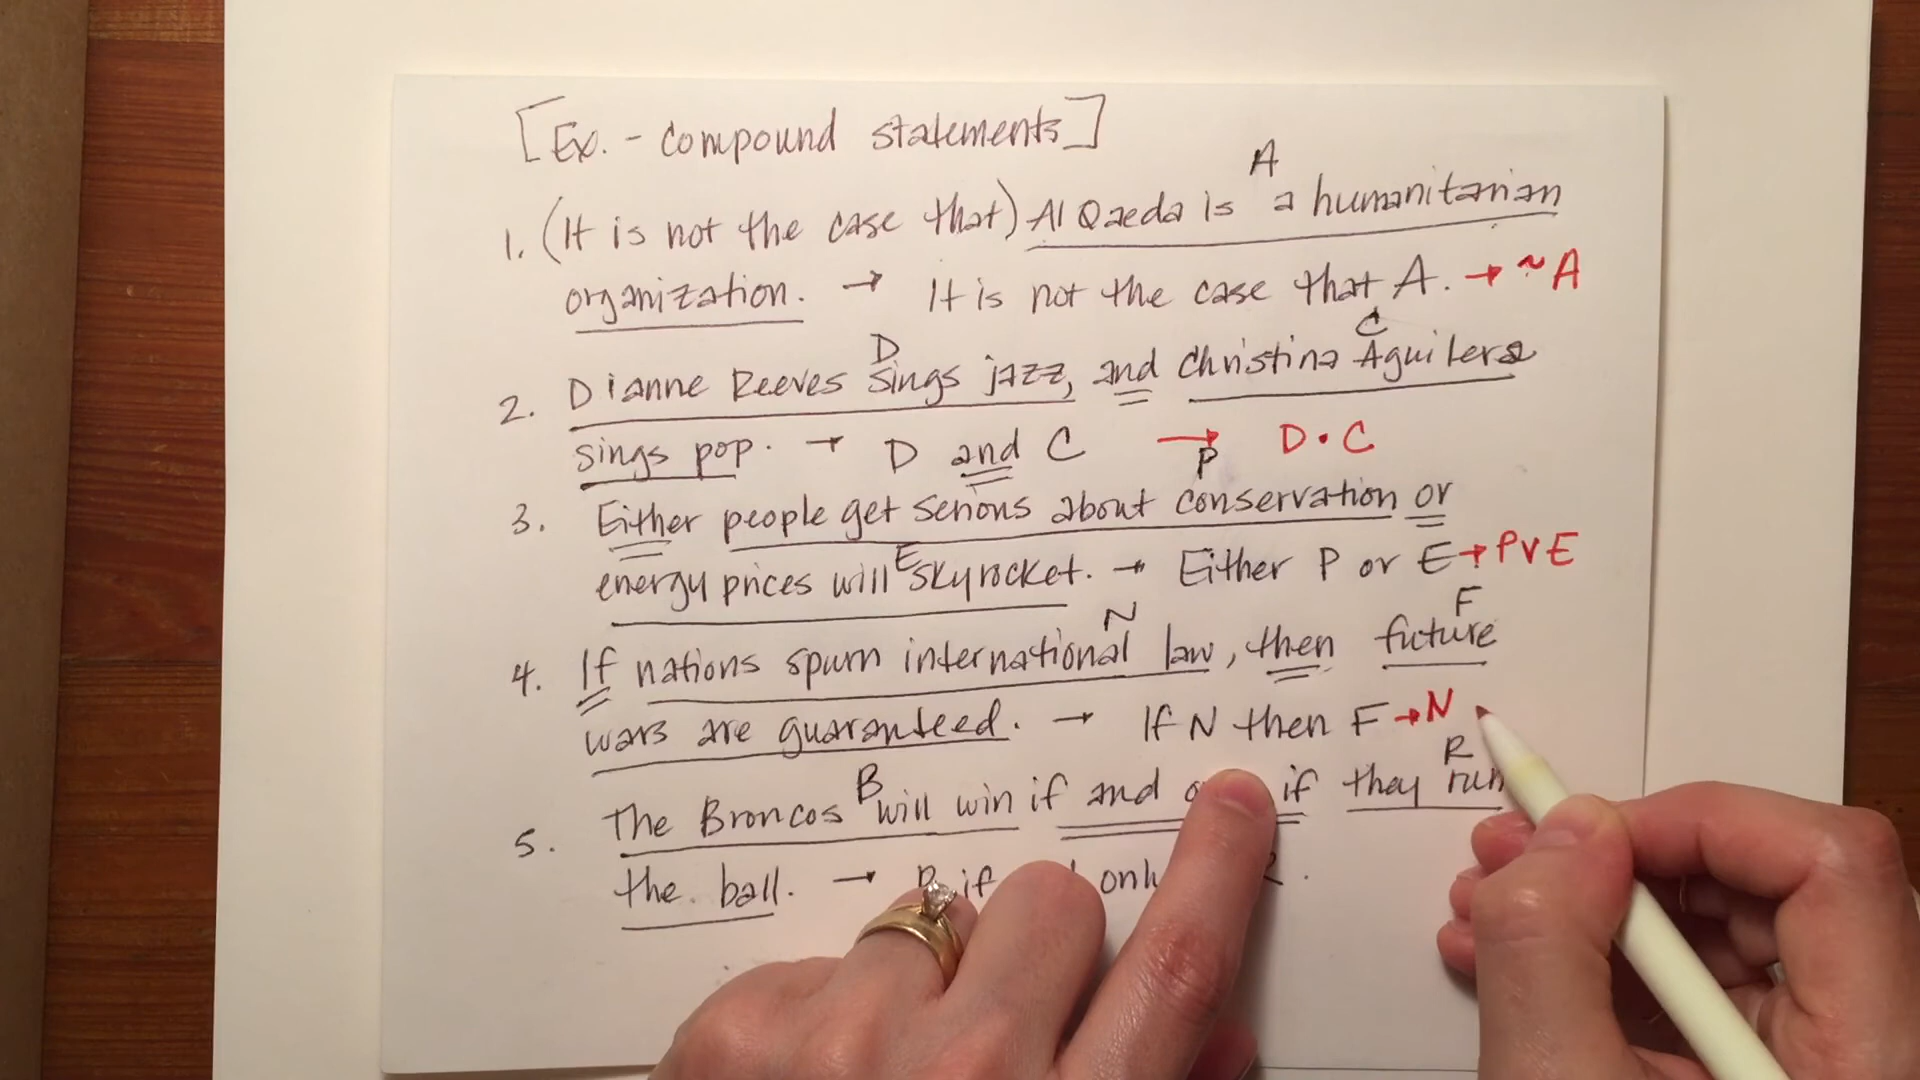 [Ex. - compound statements]
A
1. (It is not the case that) Al Qaeda is a humanitarian
organization. → It is not the case that A. → ~A
D C
2. Dianne Reeves sings jazz, and Christina Aguilera
sings pop. → D and C → D • C
P
3. Either people get serious about conservation or
E
energy prices will skyrocket. → Either P or E → P v E
N F
4. If nations spurn international law, then future
wars are guaranteed. → If N then F → N
B R
5. The Broncos will win if and if they run
the ball. → if only R.